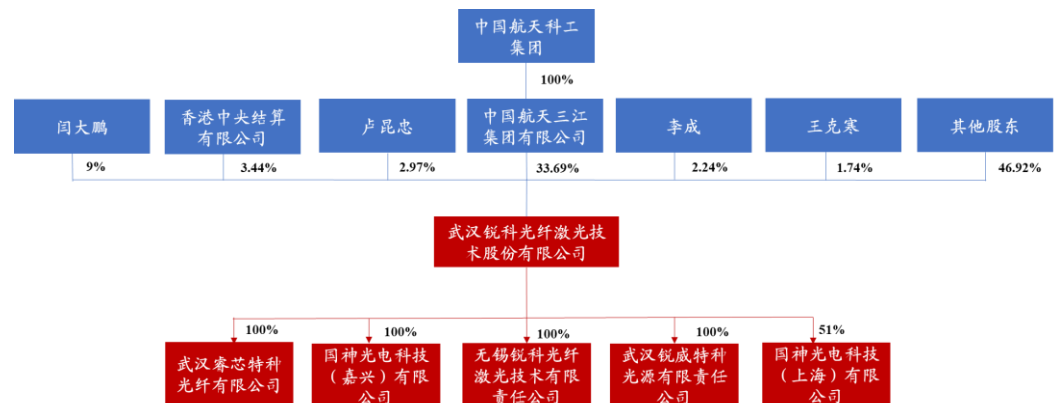 中国航天科工
集团
100%
闫大鹏
香港中央结算
有限公司
卢昆忠
中国航天三江
集团有限公司
李成
王克寒
其他股东
9%
3.44%
2.97%
33.69%
2.24%
1.74%
46.92%
武汉锐科光纤激光技
术股份有限公司
100%
100%
100%
100%
51%
武汉睿芯特种
光纤有限公司
国神光电科技
（嘉兴）有限
公司
无锡锐科光纤
激光技术有限
责任公司
武汉锐威特种
光源有限责任
公司
国神光电科技
（上海）有限
公司